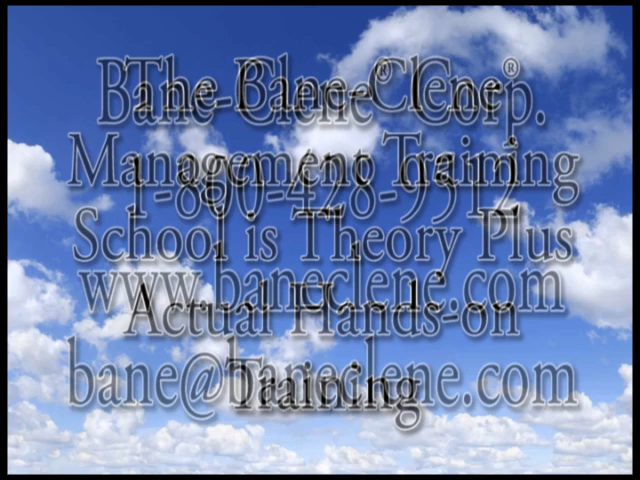 The Bane-Clene®
Management Training
School is Theory Plus
Actual Hands-on
Training
Bane-Clene® Corp.
1-800-428-9512
www.baneclene.com
bane@baneclene.com